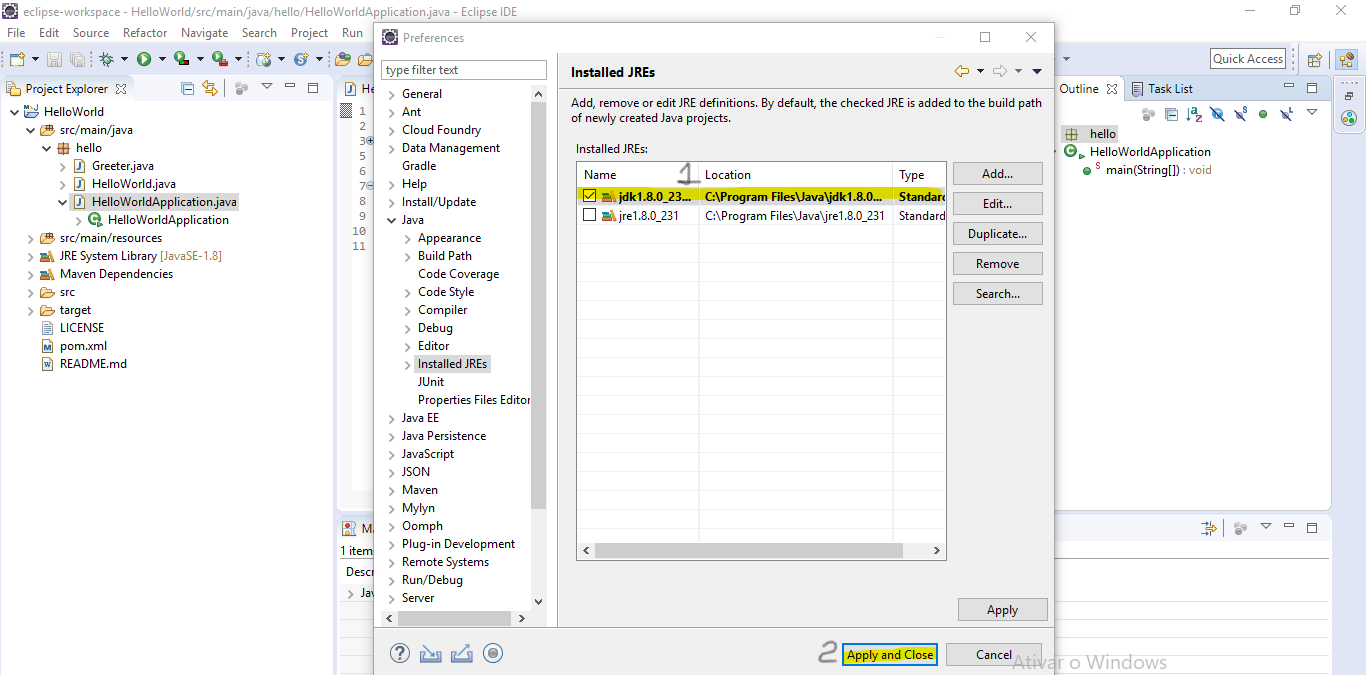 eclipse-workspace - HelloWorld/src/main/java/hello/HelloWorldApplication.java - Eclipse IDE
File Edit Source Refactor Navigate Search Project Run
Quick Access
Project Explorer
HelloWorld
src/main/java
hello
Greeter.java
HelloWorld.java
HelloWorldApplication.java
HelloWorldApplication
src/main/resources
JRE System Library [JavaSE-1.8]
Maven Dependencies
src
target
LICENSE
pom.xml
README.md
1
2
3
5
6
7
8
9
10
11
1 item
Preferences
type filter text
General
Ant
Cloud Foundry
Data Management
Gradle
Help
Install/Update
Java
Appearance
Build Path
Code Coverage
Code Style
Compiler
Debug
Editor
Installed JREs
JUnit
Properties Files Editor
Java EE
Java Persistence
JavaScript
JSON
Maven
Mylyn
Oomph
Plug-in Development
Remote Systems
Run/Debug
Server
Installed JREs
Add, remove or edit JRE definitions. By default, the checked JRE is added to the build path
of newly created Java projects.
Installed JREs:
Name 1 Location Type
jdk1.8.0_23... C:\Program Files\Java\jdk1.8.0... Standard
jre1.8.0_231 C:\Program Files\Java\jre1.8.0_231 Standard
Add...
Edit...
Duplicate...
Remove
Search...
Apply
2 Apply and Close Cancel
Outline Task List
hello
HelloWorldApplication
main(String[]) : void
Ativar o Windows